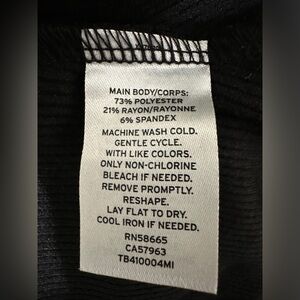 MAIN BODY/CORPS:
73% POLYESTER
21% RAYON/RAYONNE
6% SPANDEX
MACHINE WASH COLD.
GENTLE CYCLE.
WITH LIKE COLORS.
ONLY NON-CHLORINE
BLEACH IF NEEDED.
REMOVE PROMPTLY.
RESHAPE.
LAY FLAT TO DRY.
COOL IRON IF NEEDED.
RN58665
CA57963
TB410004MI